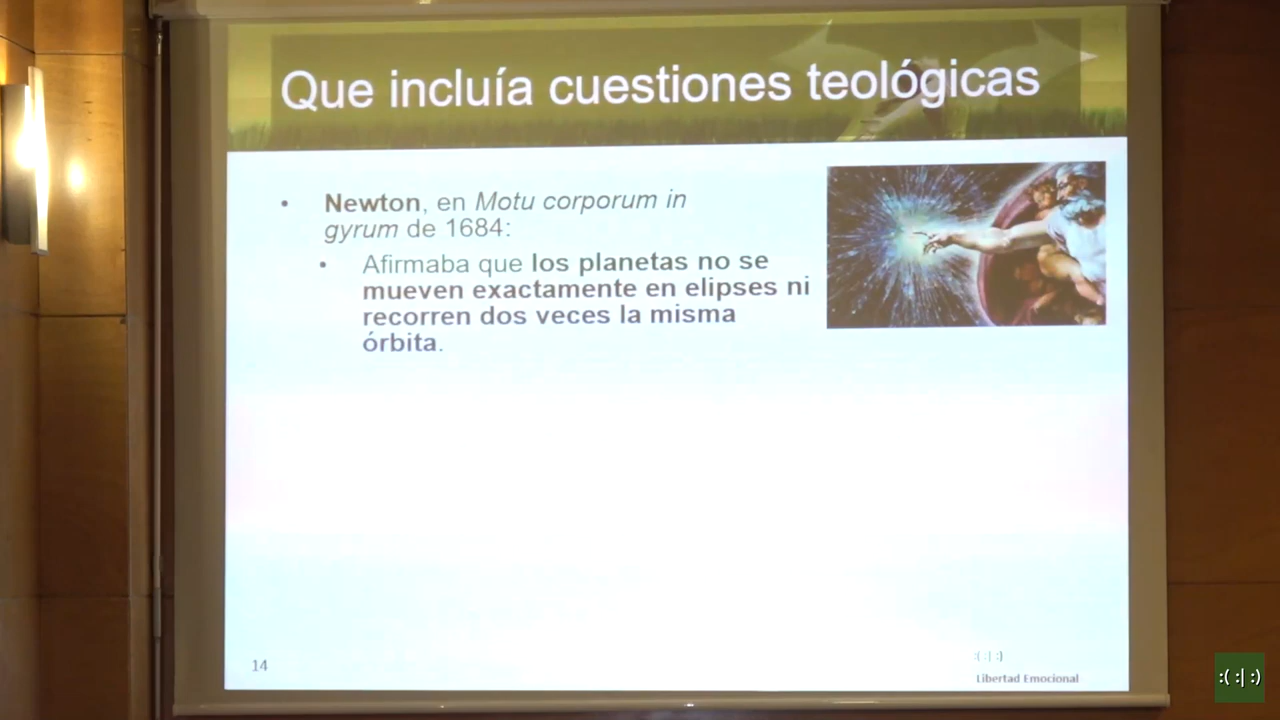 Que incluía cuestiones teológicas
• Newton, en Motu corporum in
gyrum de 1684:
• Afirmaba que los planetas no se
mueven exactamente en elipses ni
recorren dos veces la misma
órbita.
14
:( :| :)
Libertad Emocional
:( :| :)